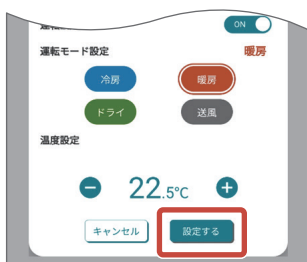 ON
運転モード設定 暖房
冷房 暖房
ドライ 送風
温度設定
22.5℃
キャンセル 設定する